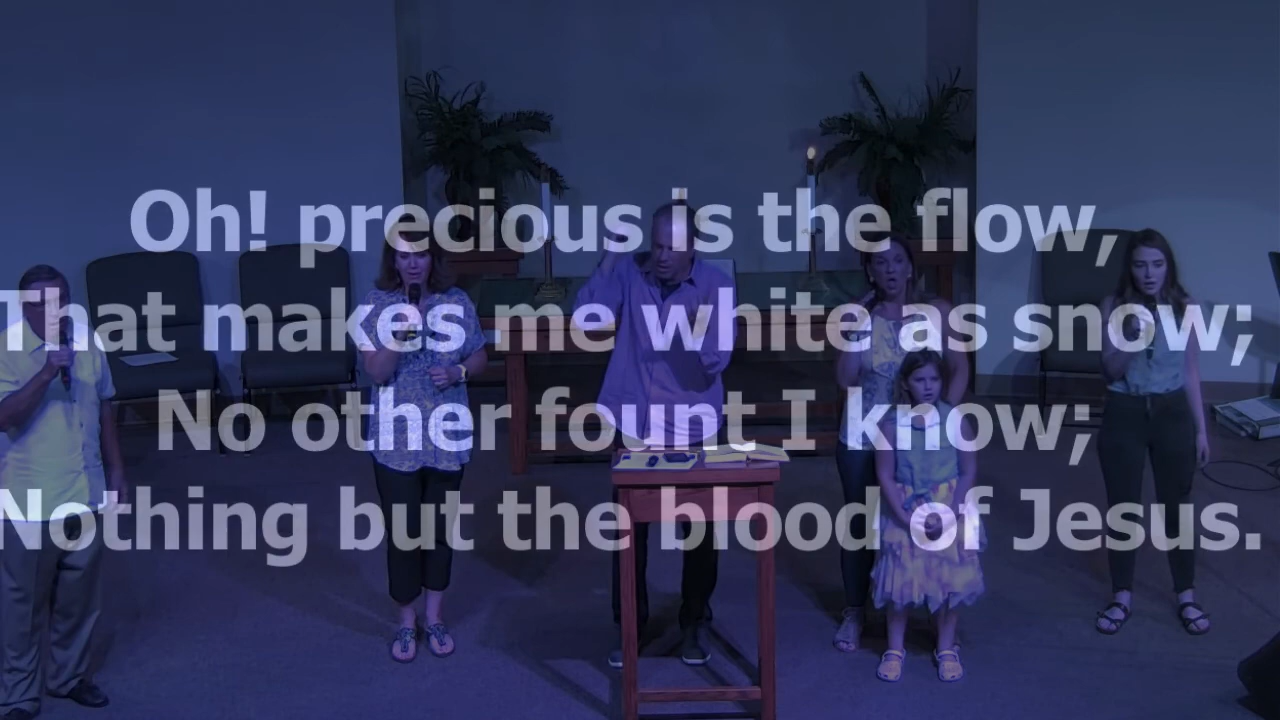 Oh! precious is the flow,
That makes me white as snow;
No other fount I know;
Nothing but the blood of Jesus.